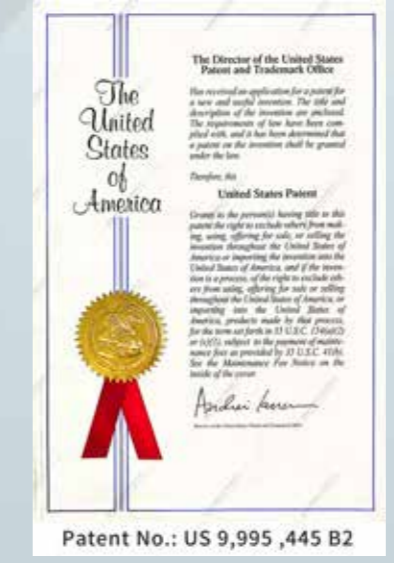 The
United
States
of
America
The Director of the United States
Patent and Trademark Office
Has received an application for a patent for
a new and useful invention. The title and
description of the invention are enclosed.
The requirements of law have been com-
plied with, and it has been determined that
a patent on the invention shall be granted
under the law.
Therefore, this
United States Patent
Grants to the person(s) having title to this
patent the right to exclude others from mak-
ing, using, offering for sale, or selling the
invention throughout the United States of
America or importing the invention into the
United States of America, and if the inven-
tion is a process, of the right to exclude oth-
ers from using, offering for sale or selling
throughout the United States of America, or
importing into the United States of
America, products made by that process,
for the term set forth in 35 U.S.C. 154(a)(2)
or (c)(1), subject to the payment of mainte-
nance fees as provided by 35 U.S.C. 41(b).
See the Maintenance Fee Notice on the
inside of the cover.
Patent No.: US 9,995 ,445 B2